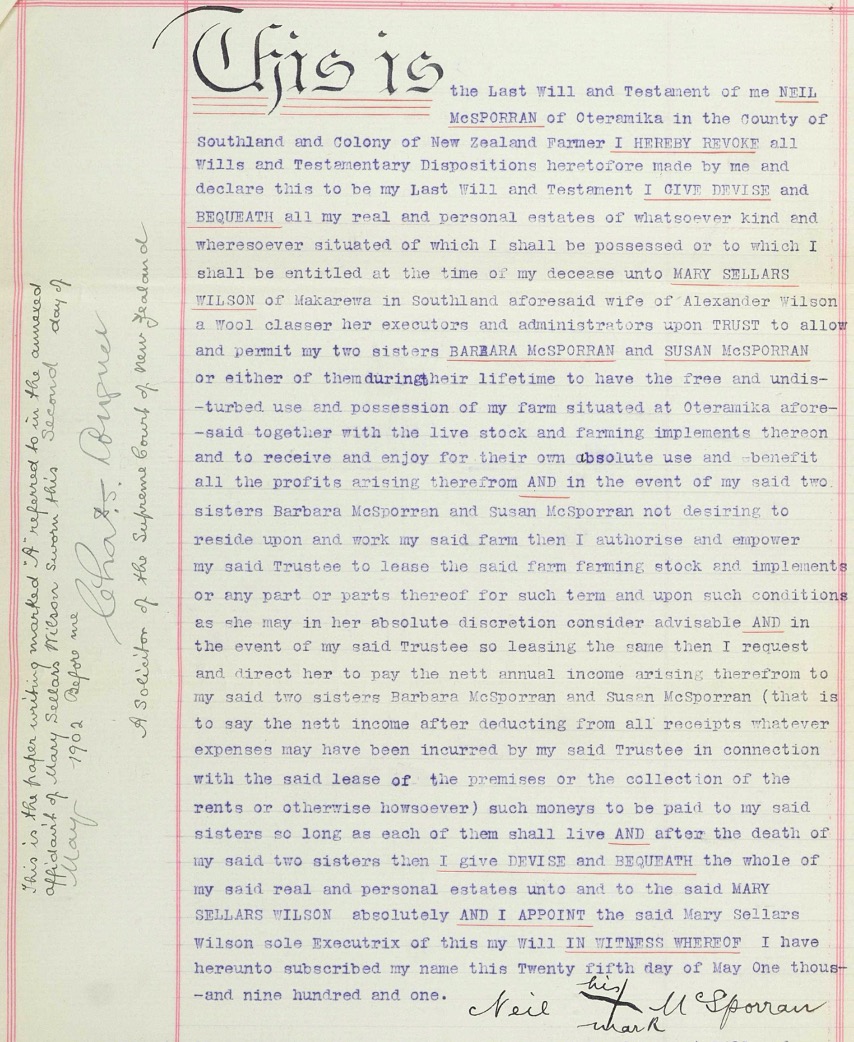 This is
the Last Will and Testament of me NEIL
McSPORRAN of Oteramika in the County of
Southland and Colony of New Zealand Farmer I HEREBY REVOKE all
Wills and Testamentary Dispositions heretofore made by me and
declare this to be my Last Will and Testament I GIVE DEVISE and
BEQUEATH all my real and personal estates of whatsoever kind and
wheresoever situated of which I shall be possessed or to which I
shall be entitled at the time of my decease unto MARY SELLARS
WILSON of Makarewa in Southland aforesaid wife of Alexander Wilson
a Wool classer her executors and administrators upon TRUST to allow
and permit my two sisters BARBARA McSPORRAN and SUSAN McSPORRAN
or either of them during their lifetime to have the free and undis-
-turbed use and possession of my farm situated at Oteramika afore-
-said together with the live stock and farming implements thereon
and to receive and enjoy for their own absolute use and -benefit
all the profits arising therefrom AND in the event of my said two
sisters Barbara McSporran and Susan McSporran not desiring to
reside upon and work my said farm then I authorise and empower
my said Trustee to lease the said farm farming stock and implements
or any part or parts thereof for such term and upon such conditions
as she may in her absolute discretion consider advisable AND in
the event of my said Trustee so leasing the same then I request
and direct her to pay the nett annual income arising therefrom to
my said two sisters Barbara McSporran and Susan McSporran (that is
to say the nett income after deducting from all receipts whatever
expenses may have been incurred by my said Trustee in connection
with the said lease of the premises or the collection of the
rents or otherwise howsoever) such moneys to be paid to my said
sisters so long as each of them shall live AND after the death of
my said two sisters then I give DEVISE and BEQUEATH the whole of
my said real and personal estates unto and to the said MARY
SELLARS WILSON absolutely AND I APPOINT the said Mary Sellars
Wilson sole Executrix of this my Will IN WITNESS WHEREOF I have
hereunto subscribed my name this Twenty fifth day of May One thous-
-and nine hundred and one.
Neil his mark McSporran
This is the paper writing marked "A" referred to in the annexed
affidavit of Mary Sellars Wilson Sworn this Second day of
May 1902 Before me
Chas. S.
A Solicitor of the Supreme Court of New Zealand